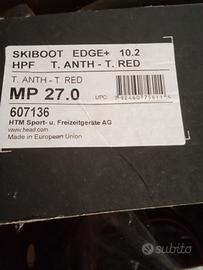 SKIBOOT EDGE+ 10.2
HPF T. ANTH - T. RED
T. ANTH - T RED
MP 27.0
UPC:
607136
HTM Sport- u. Freizeitgeräte AG
www.head.com
Made in European Union
subito